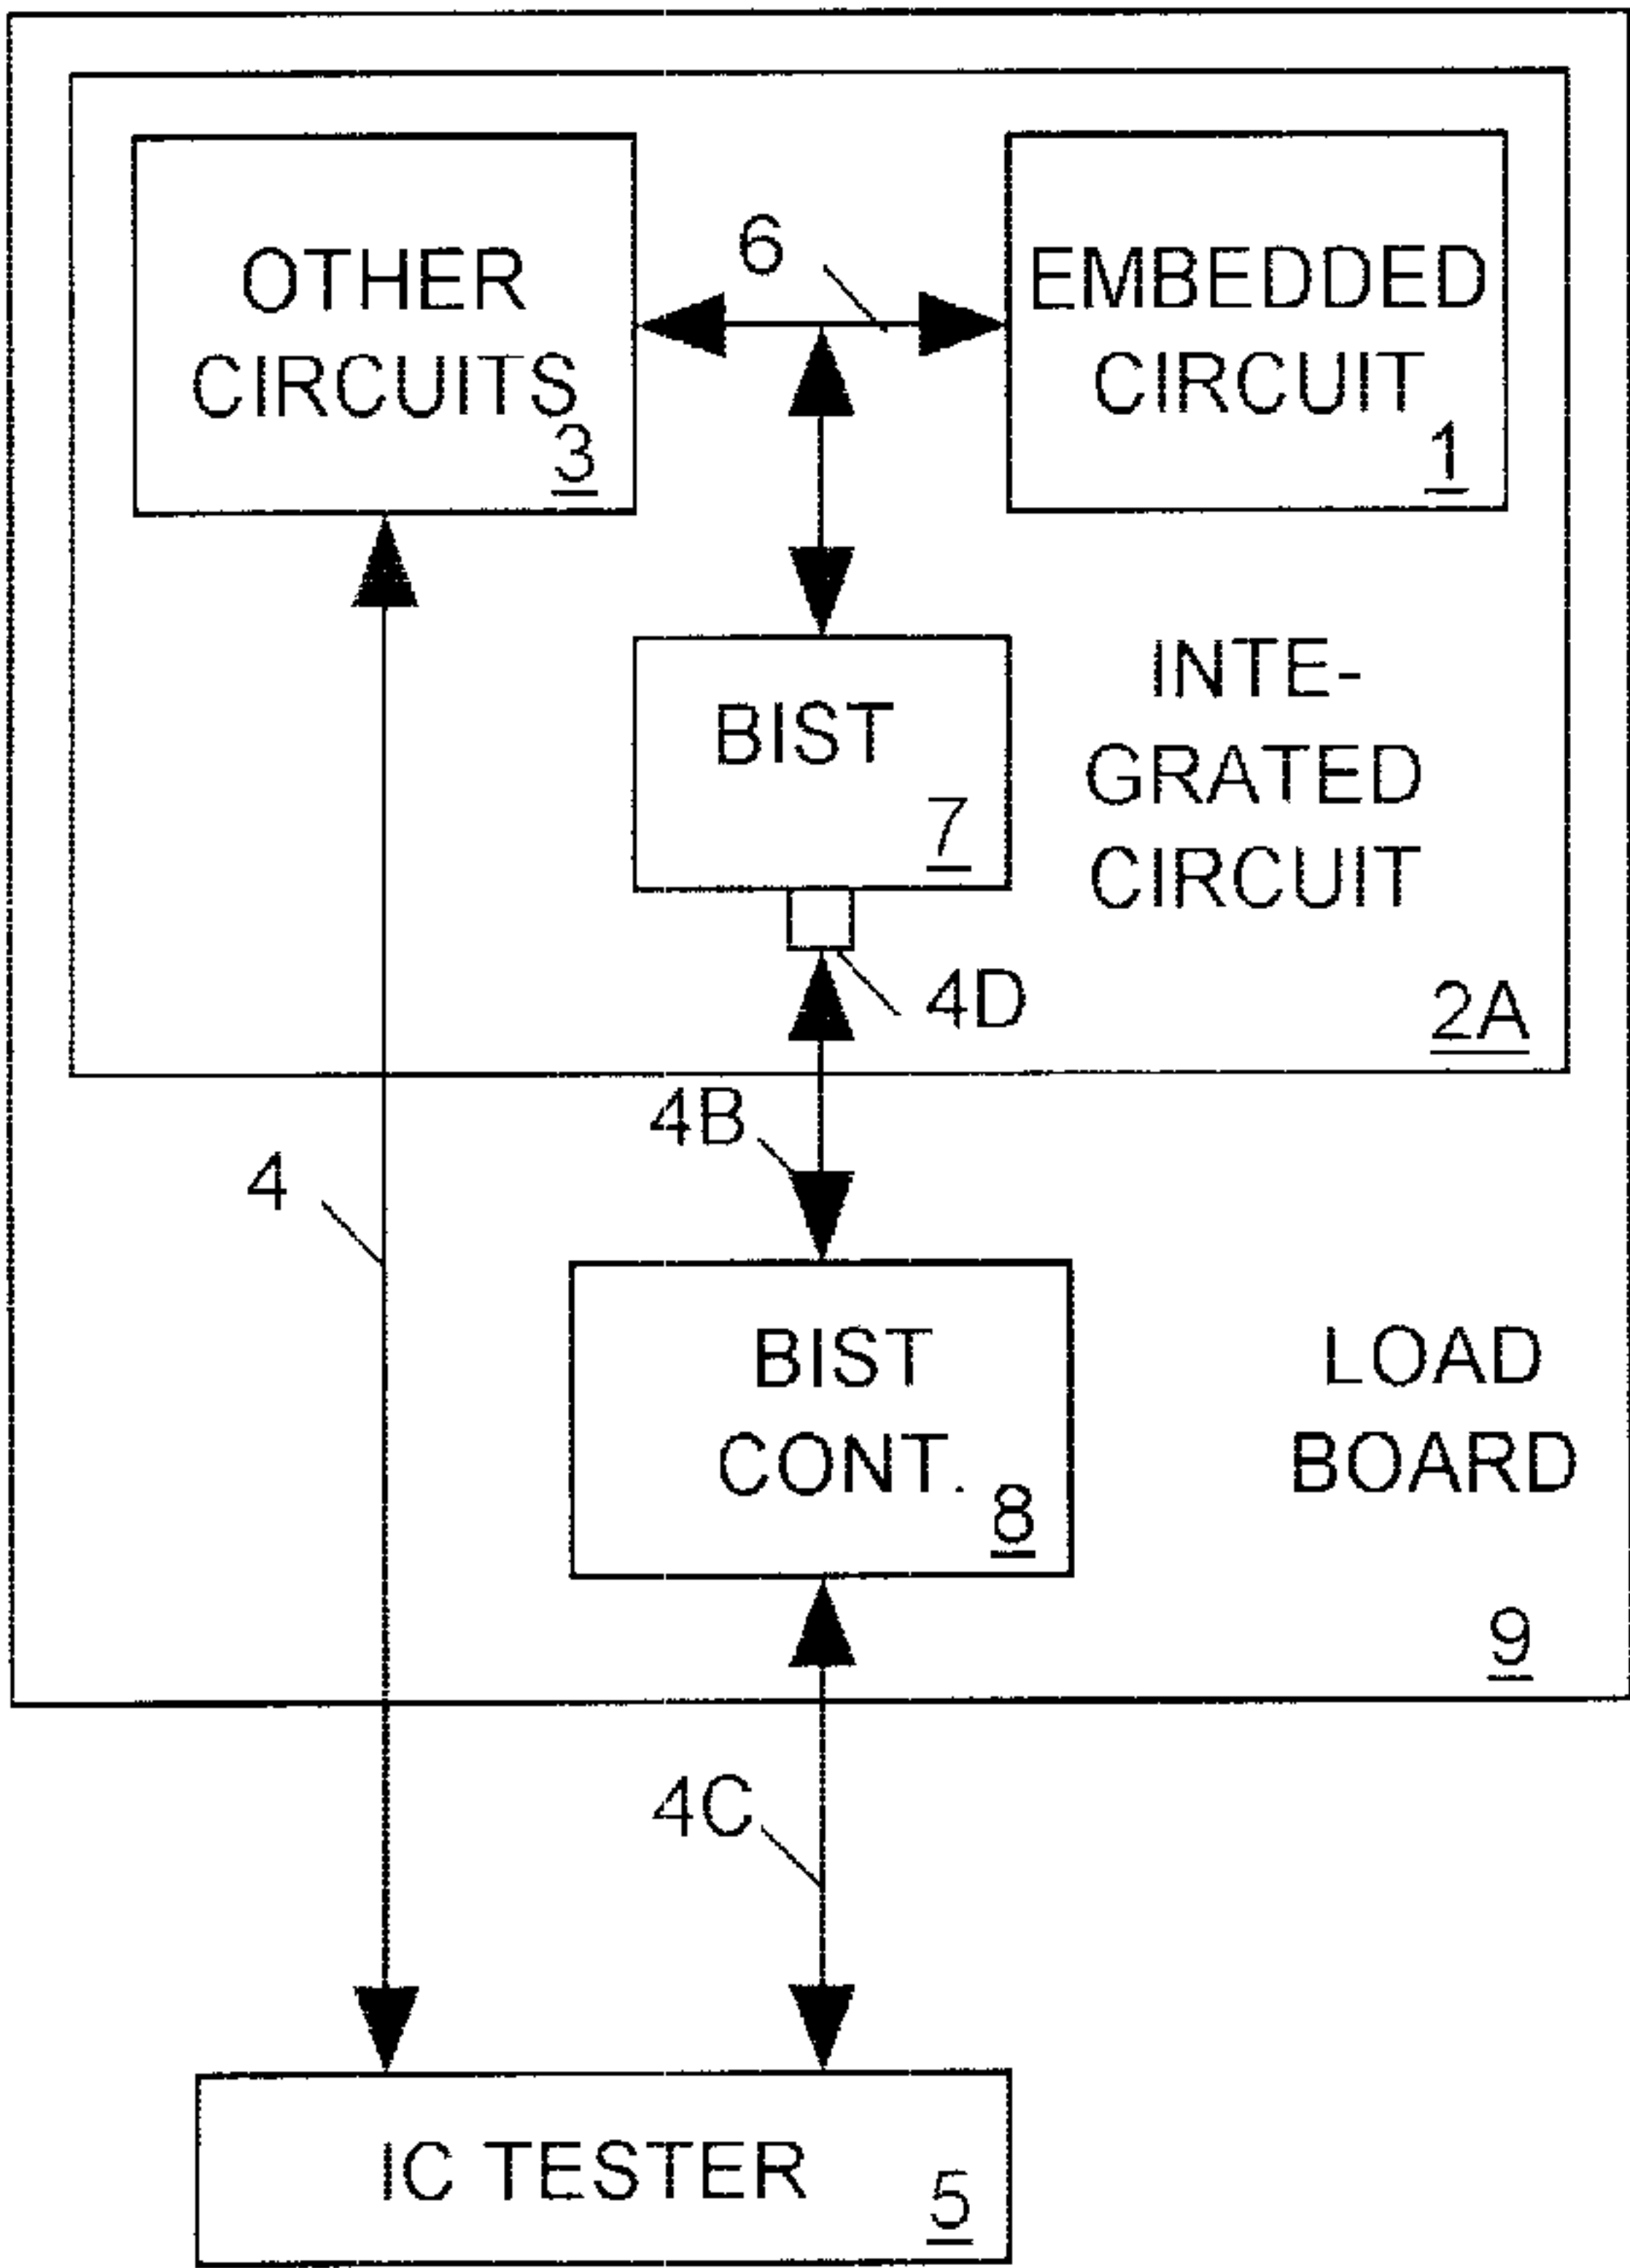 OTHER
CIRCUITS
3
6
EMBEDDED
CIRCUIT
1
BIST
7
INTE-
GRATED
CIRCUIT
4D
2A
4B
4
BIST
CONT.
8
LOAD
BOARD
9
4C
IC TESTER
5